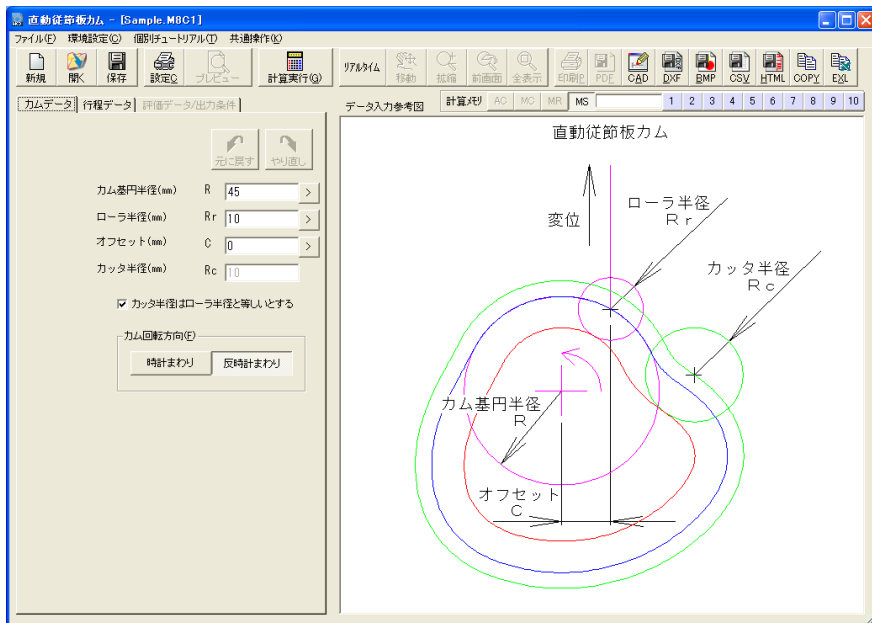 直動従節板カム - [Sample.M8C1]
ファイル(F) 環境設定(C) 個別チュートリアル(T) 共通操作(K)
新規 開く 保存 設定C プレビュー 計算実行(G) リアルタイム 移動 拡縮 前画面 全表示 印刷P PDF CAD DXF BMP CSV HTML COPY EXL
カムデータ 行程データ 評価データ/出力条件 データ入力参考図 計算メモリ AC MC MR MS 1 2 3 4 5 6 7 8 9 10
元に戻す やり直し
カム基円半径(mm) R 45 >
ローラ半径(mm) Rr 10 >
オフセット(mm) C 0 >
カッタ半径(mm) Rc 10
カッタ半径はローラ半径と等しいとする
カム回転方向(F)
時計まわり 反時計まわり
直動従節板カム
変位
ローラ半径
Rr
カッタ半径
Rc
カム基円半径
R
オフセット
C